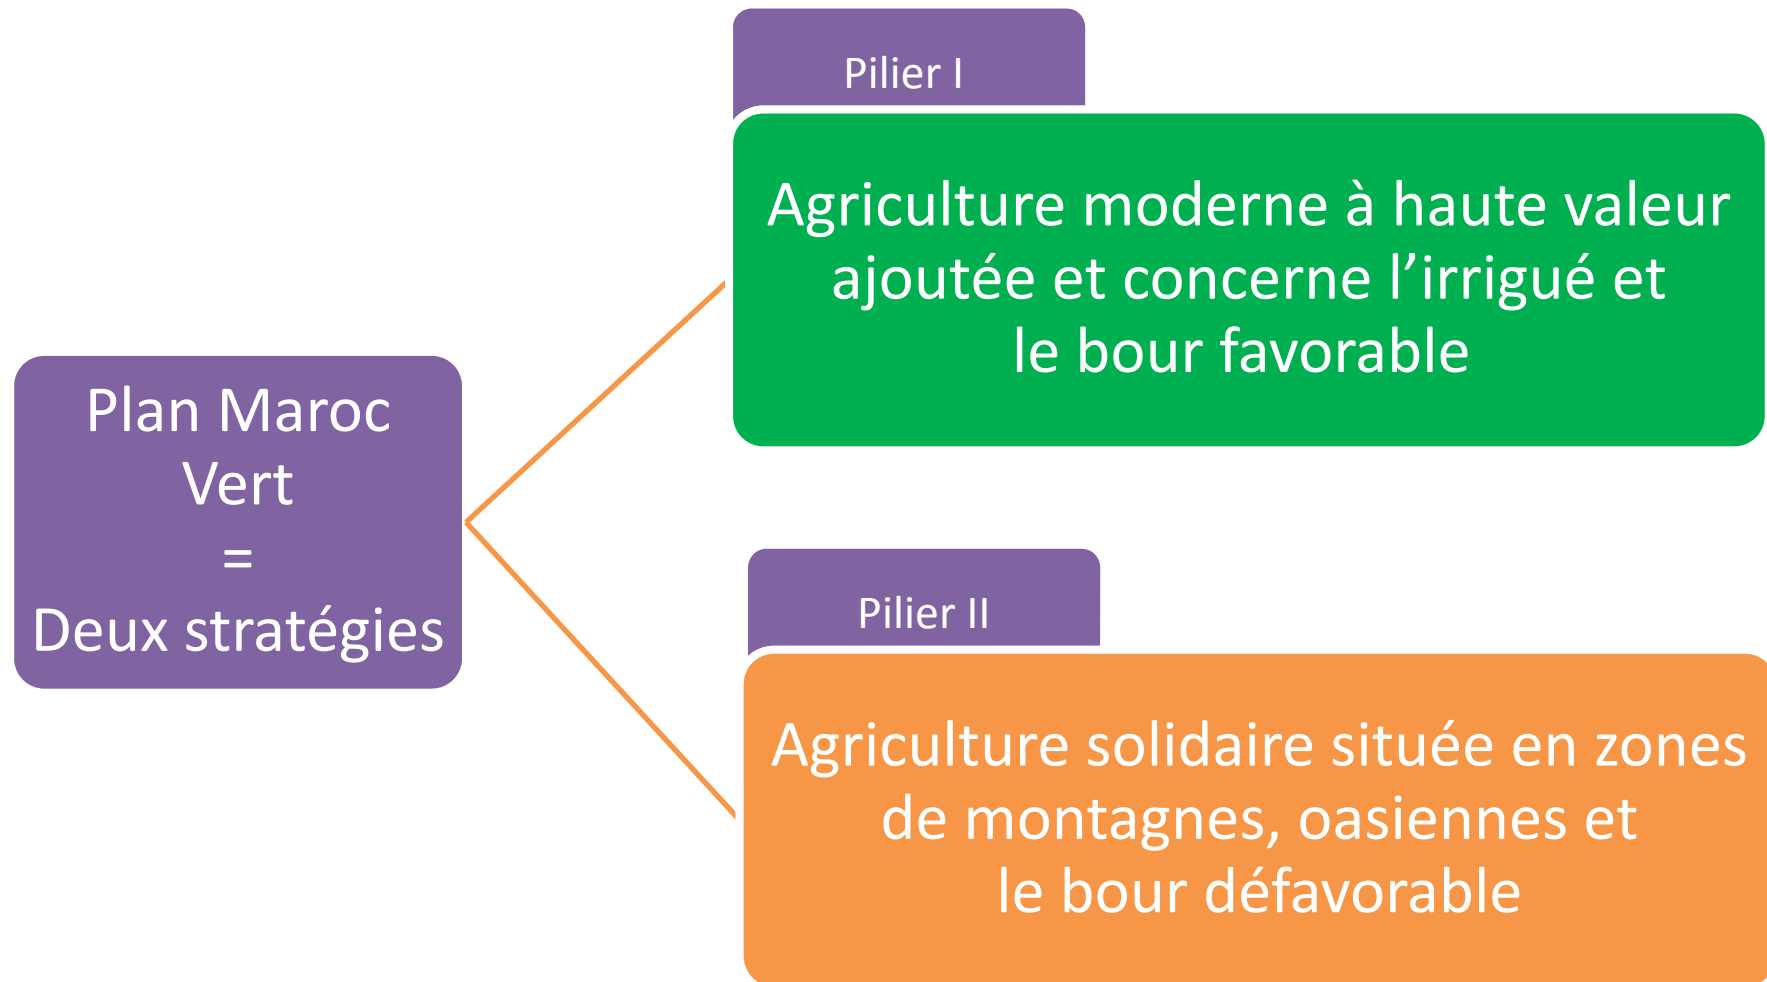 Plan Maroc
Vert
=
Deux stratégies
Pilier I
Agriculture moderne à haute valeur
ajoutée et concerne l’irrigué et
le bour favorable
Pilier II
Agriculture solidaire située en zones
de montagnes, oasiennes et
le bour défavorable